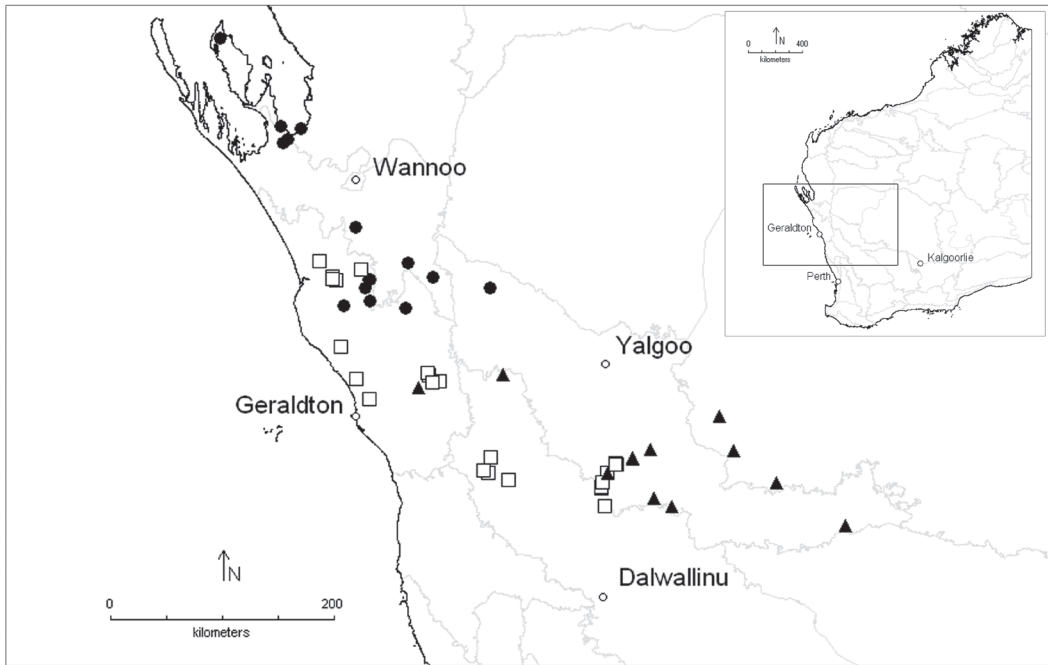 N
0 400
kilometers
Wannoo
Geraldton
Kalgoorlie
Perth
Yalgoo
Geraldton
N
Dalwallinu
0 200
kilometers